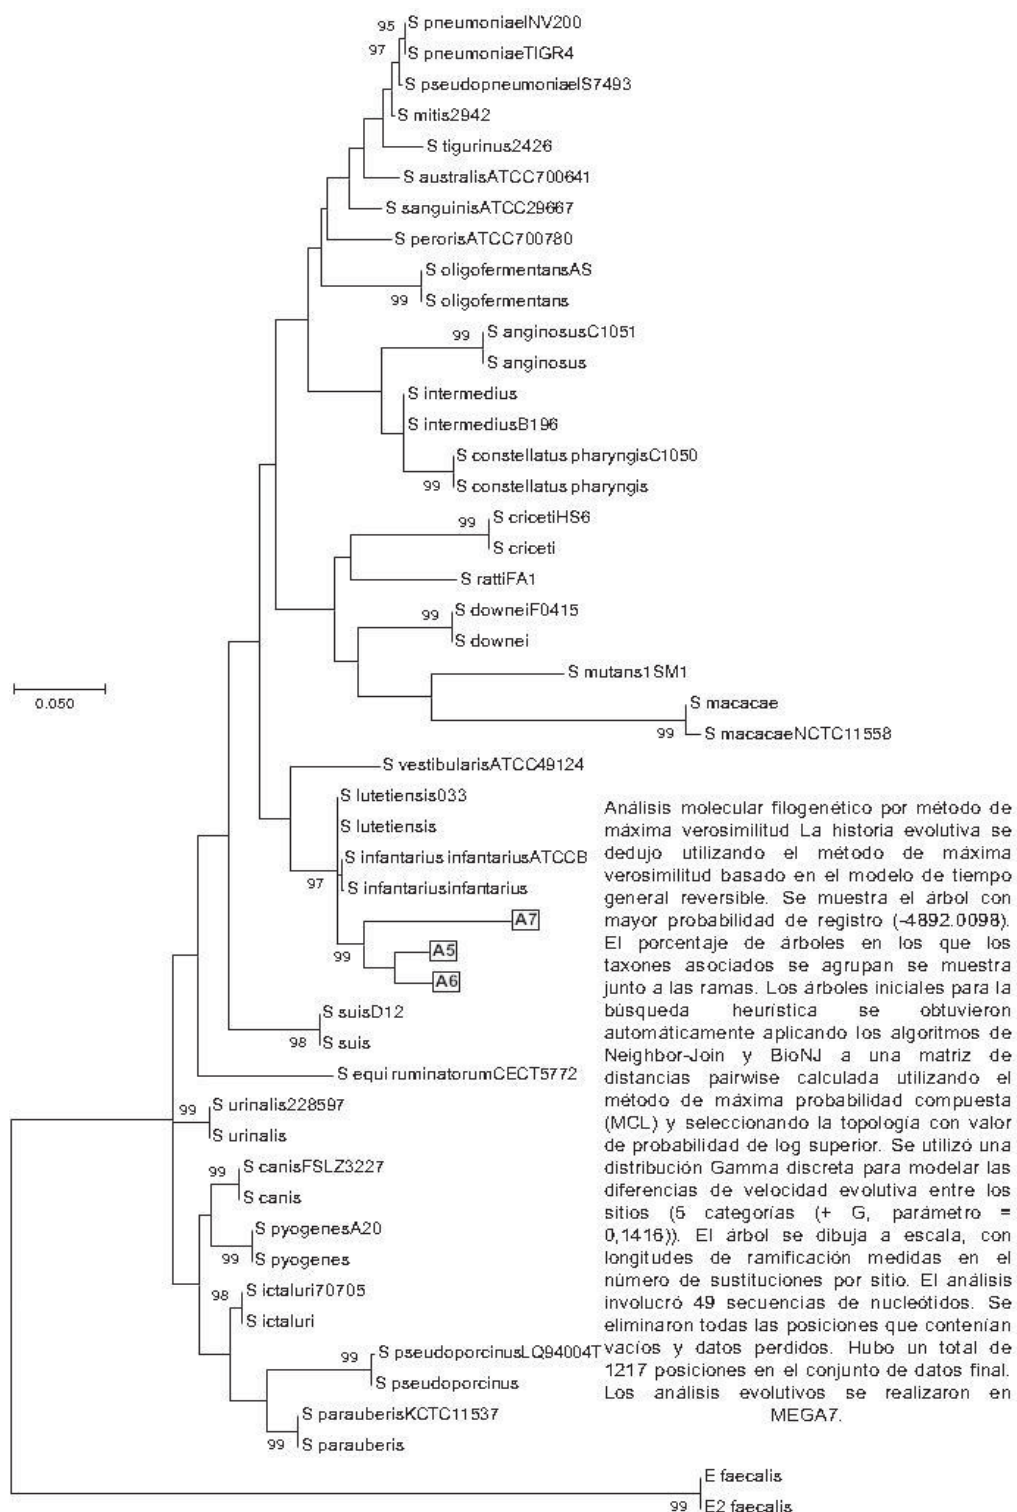 95
S pneumoniaeINV200
97
S pneumoniaeTIGR4
S pseudopneumoniaeIS7493
S mitis2942
S tigurinus2426
S australisATCC700641
S sanguinisATCC29667
S perorisATCC700780
S oligofermentansAS
99
S oligofermentans
99
S anginosusC1051
S anginosus
S intermedius
S intermediusB196
S constellatus pharyngisC1050
99
S constellatus pharyngis
99
S cricetiHS6
S criceti
S rattiFA1
99
S downeiF0415
S downei
S mutans1SM1
0.050
S macacae
99
S macacaeNCTC11558
S vestibularisATCC49124
S lutetiensis033
S lutetiensis
S infantarius infantariusATCCB
97
S infantariusinfantarius
A7
99
A5
A6
S suisD12
98
S suis
S equi ruminatorumCECT5772
99
S urinalis228597
S urinalis
99
S canisFSLZ3227
S canis
S pyogenesA20
99
S pyogenes
98
S ictaluri70705
S ictaluri
99
S pseudoporcinusLQ94004T
S pseudoporcinus
S parauberisKCTC11537
99
S parauberis
E faecalis
99
E2 faecalis
Análisis molecular filogenético por método de
máxima verosimilitud La historia evolutiva se
dedujo utilizando el método de máxima
verosimilitud basado en el modelo de tiempo
general reversible. Se muestra el árbol con
mayor probabilidad de registro (-4892.0098).
El porcentaje de árboles en los que los
taxones asociados se agrupan se muestra
junto a las ramas. Los árboles iniciales para la
búsqueda heurística se obtuvieron
automáticamente aplicando los algoritmos de
Neighbor-Join y BioNJ a una matriz de
distancias pairwise calculada utilizando el
método de máxima probabilidad compuesta
(MCL) y seleccionando la topología con valor
de probabilidad de log superior. Se utilizó una
distribución Gamma discreta para modelar las
diferencias de velocidad evolutiva entre los
sitios (5 categorías (+ G, parámetro =
0,1416)). El árbol se dibuja a escala, con
longitudes de ramificación medidas en el
número de sustituciones por sitio. El análisis
involucró 49 secuencias de nucleótidos. Se
eliminaron todas las posiciones que contenían
vacíos y datos perdidos. Hubo un total de
1217 posiciones en el conjunto de datos final.
Los análisis evolutivos se realizaron en
MEGA7.